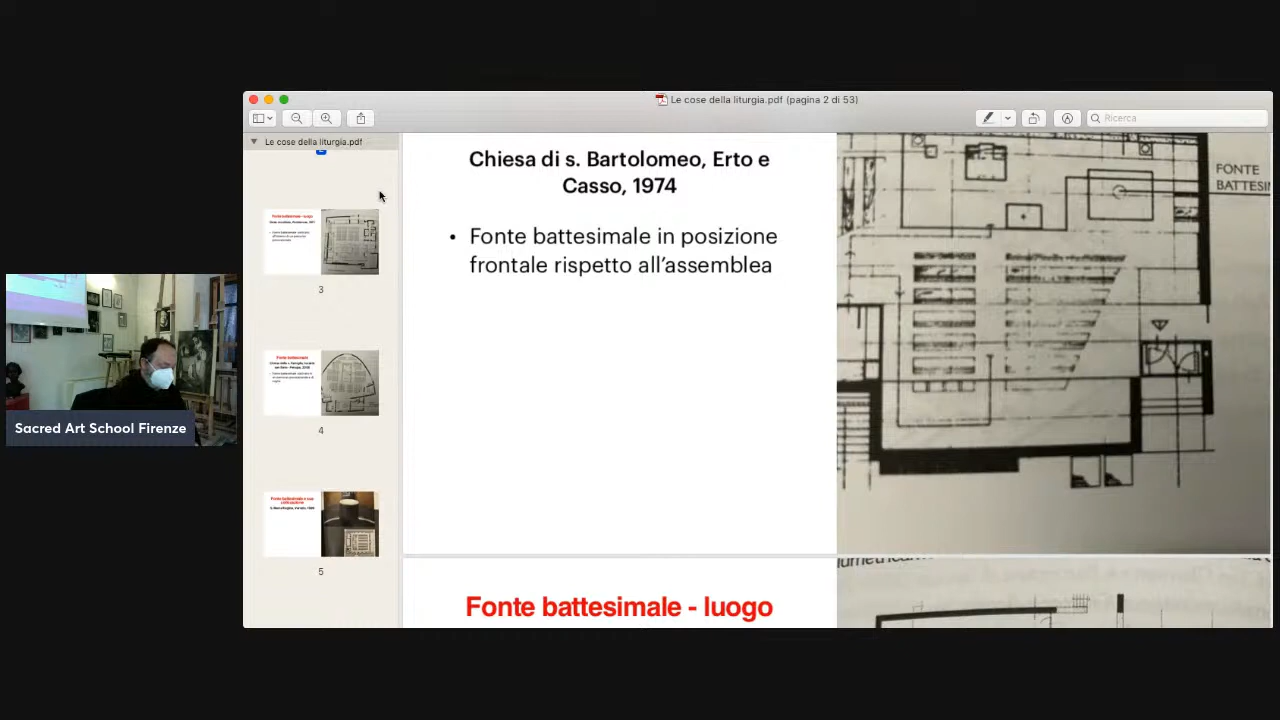 Le cose della liturgia.pdf (pagina 2 di 53)
Ricerca
Le cose della liturgia.pdf
3
4
5
Chiesa di s. Bartolomeo, Erto e
Casso, 1974
• Fonte battesimale in posizione
frontale rispetto all’assemblea
FONTE
Fonte battesimale - luogo
Sacred Art School Firenze